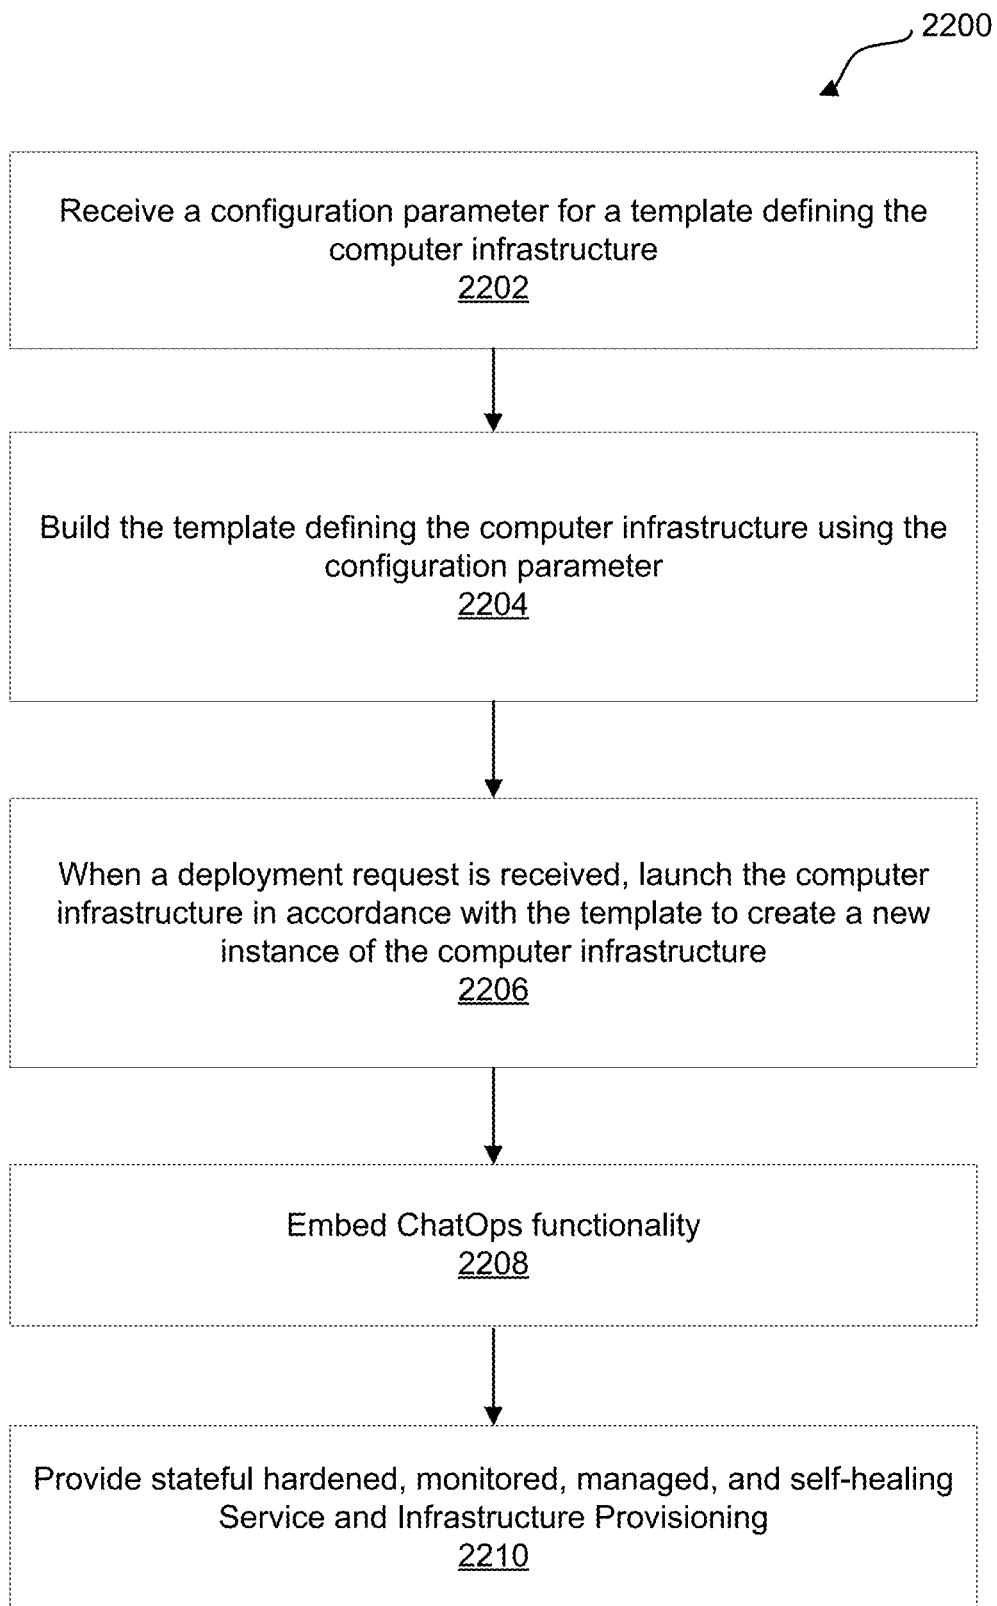 2200
Receive a configuration parameter for a template defining the
computer infrastructure
2202
Build the template defining the computer infrastructure using the
configuration parameter
2204
When a deployment request is received, launch the computer
infrastructure in accordance with the template to create a new
instance of the computer infrastructure
2206
Embed ChatOps functionality
2208
Provide stateful hardened, monitored, managed, and self-healing
Service and Infrastructure Provisioning
2210